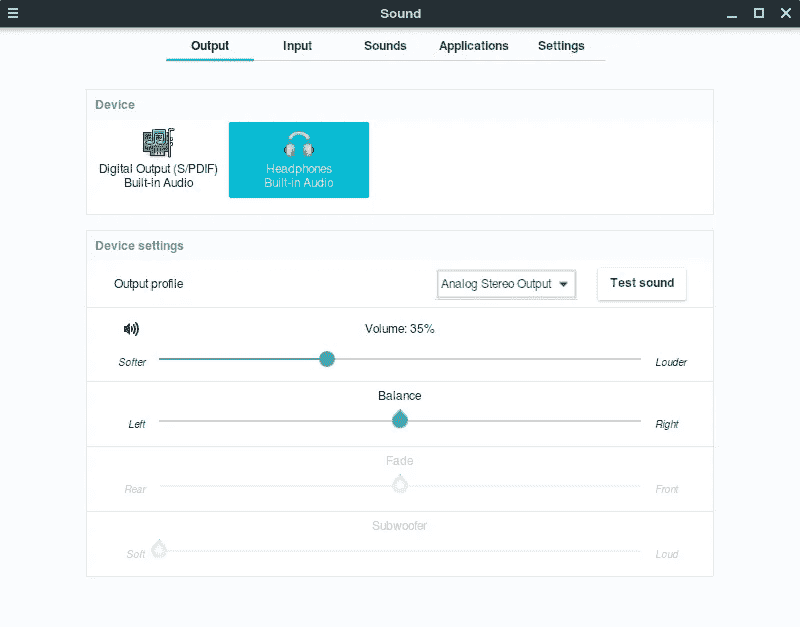 Sound
Output Input Sounds Applications Settings
Device
Digital Output (S/PDIF)
Built-in Audio
Headphones
Built-in Audio
Device settings
Output profile Analog Stereo Output Test sound
Volume: 35%
Softer Louder
Balance
Left Right
Fade
Rear Front
Subwoofer
Soft Loud